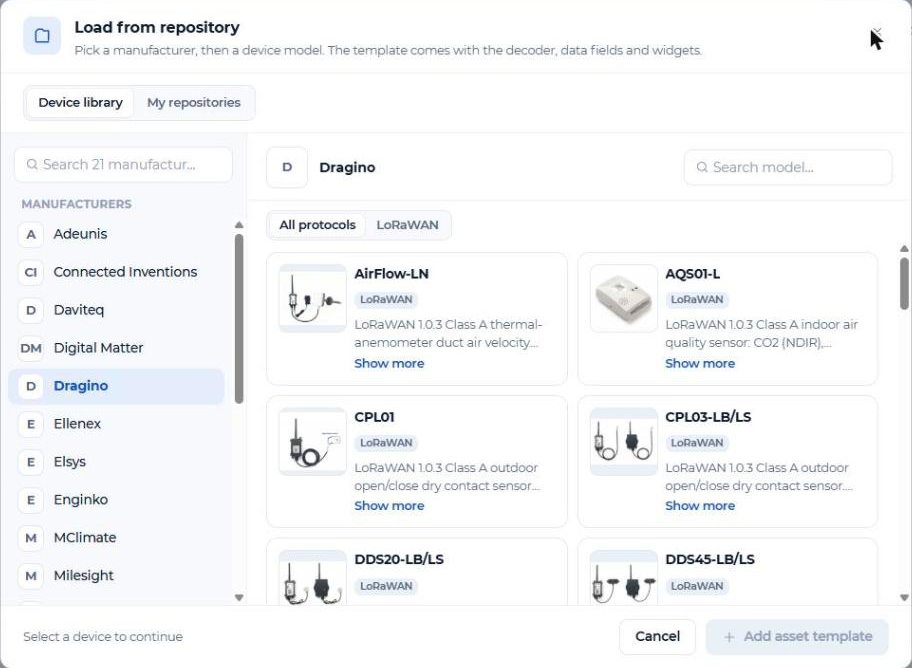 Load from repository
Pick a manufacturer, then a device model. The template comes with the decoder, data fields and widgets.
Device library
My repositories
Search 21 manufactur...
MANUFACTURERS
A Adeunis
CI Connected Inventions
D Daviteq
DM Digital Matter
D Dragino
E Ellenex
E Elsys
E Enginko
M MClimate
M Milesight
D Dragino
Search model...
All protocols
LoRaWAN
AirFlow-LN
LoRaWAN
LoRaWAN 1.0.3 Class A thermal-
anemometer duct air velocity...
Show more
AQS01-L
LoRaWAN
LoRaWAN 1.0.3 Class A indoor air
quality sensor: CO2 (NDIR),...
Show more
CPL01
LoRaWAN
LoRaWAN 1.0.3 Class A outdoor
open/close dry contact sensor...
Show more
CPL03-LB/LS
LoRaWAN
LoRaWAN 1.0.3 Class A outdoor
open/close dry contact sensor....
Show more
DDS20-LB/LS
LoRaWAN
DDS45-LB/LS
LoRaWAN
Select a device to continue
Cancel
+ Add asset template